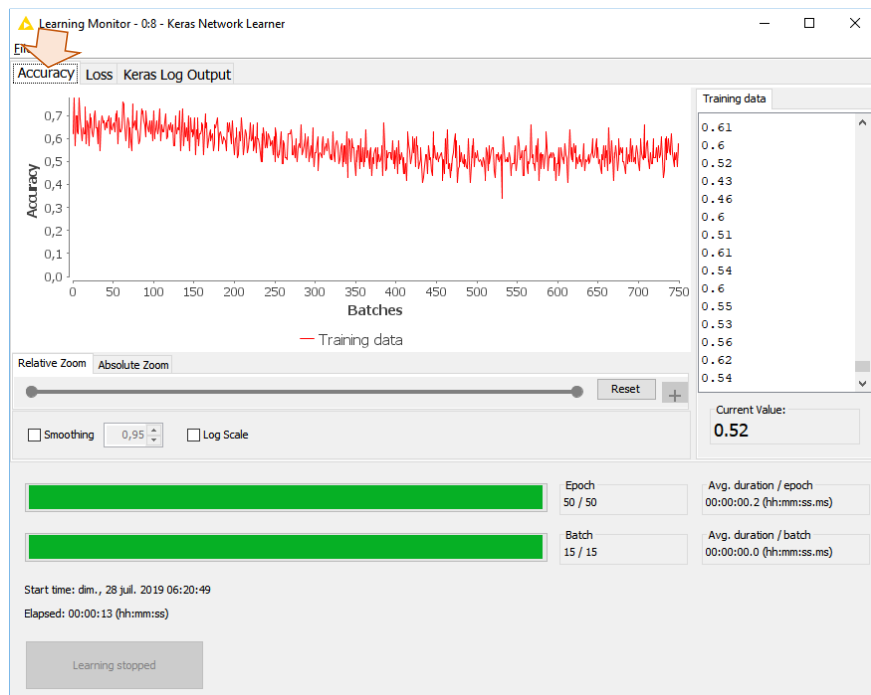 Learning Monitor - 0:8 - Keras Network Learner
Accuracy Loss Keras Log Output
0,7
0,6
0,5
0,4
0,3
0,2
0,1
0,0
Accuracy
0 50 100 150 200 250 300 350 400 450 500 550 600 650 700 750
Batches
Training data
Training data
0.61
0.6
0.52
0.43
0.46
0.6
0.51
0.61
0.54
0.6
0.55
0.53
0.56
0.62
0.54
Relative Zoom Absolute Zoom
Reset +
Smoothing 0,95 Log Scale
Current Value:
0.52
Epoch
50 / 50
Avg. duration / epoch
00:00:00.2 (hh:mm:ss.ms)
Batch
15 / 15
Avg. duration / batch
00:00:00.0 (hh:mm:ss.ms)
Start time: dim., 28 juil. 2019 06:20:49
Elapsed: 00:00:13 (hh:mm:ss)
Learning stopped